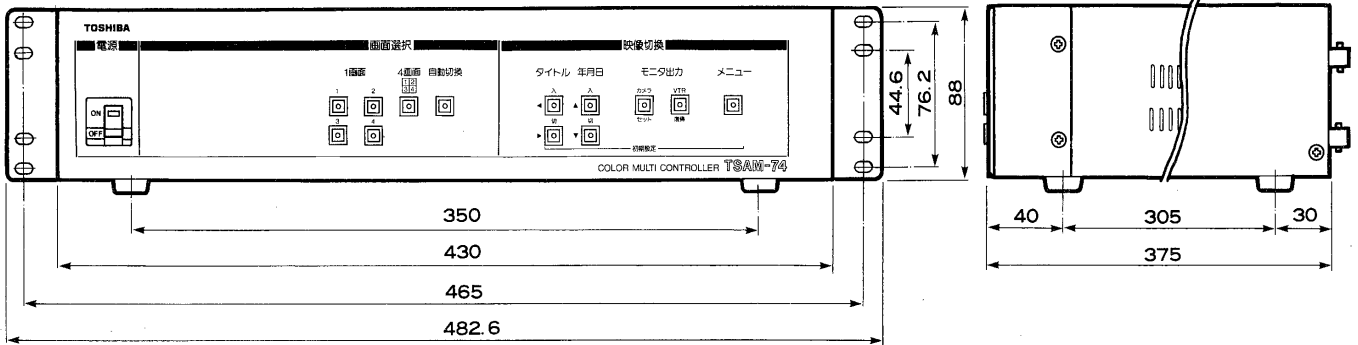 TOSHIBA
電源 画面選択 映像切換
1画面 4画面 自動切換 タイトル 年月日 モニタ出力 メニュー
1 2
3 4
ON
OFF
1 2
3 4
入 入 カメラ VTR
セット 再生
◄ ▲
切 切
► ▼
初期設定
COLOR MULTI CONTROLLER TSAM-74
44.6
76.2
88
350
430
465
482.6
40 305 30
375